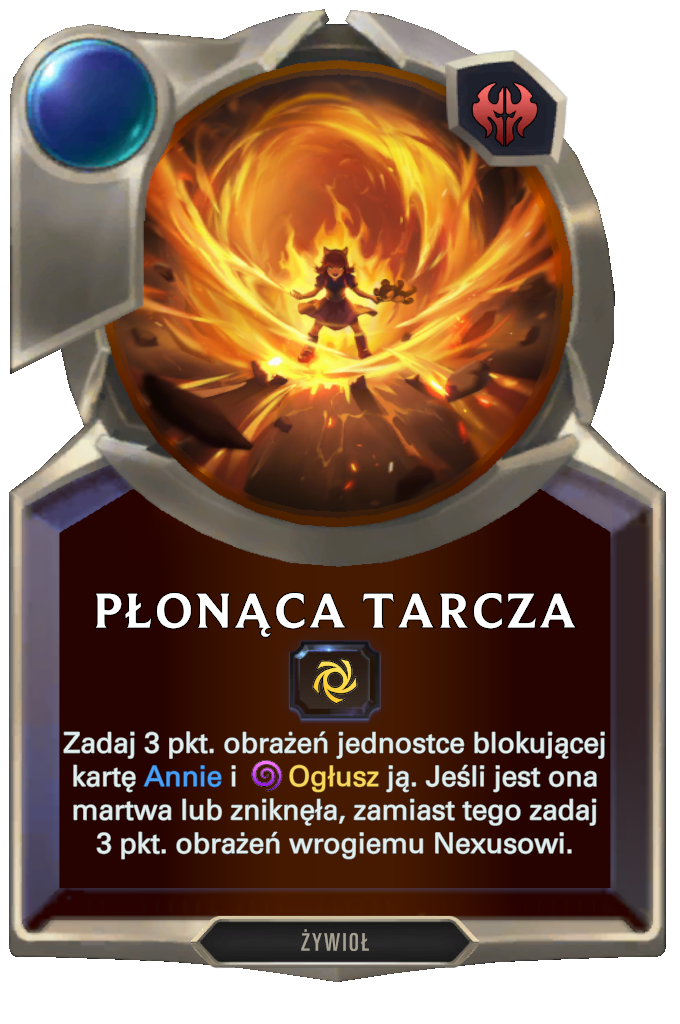 PŁONĄCA TARCZA
Zadaj 3 pkt. obrażeń jednostce blokującej
kartę Annie i Ogłusz ją. Jeśli jest ona
martwa lub zniknęła, zamiast tego zadaj
3 pkt. obrażeń wrogiemu Nexusowi.
ŻYWIOŁ